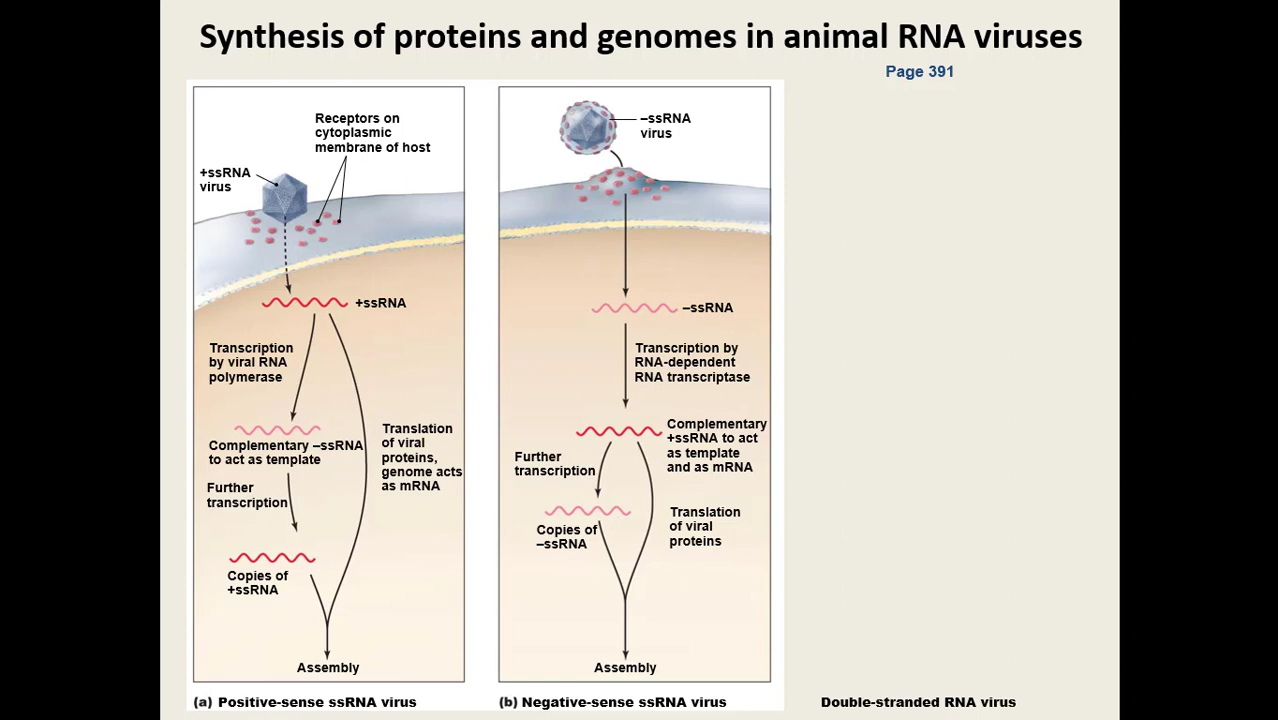 Synthesis of proteins and genomes in animal RNA viruses
Page 391
Receptors on
cytoplasmic
membrane of host
+ssRNA
virus
+ssRNA
Transcription
by viral RNA
polymerase
Complementary –ssRNA
to act as template
Translation
of viral
proteins,
genome acts
as mRNA
Further
transcription
Copies of
+ssRNA
Assembly
(a) Positive-sense ssRNA virus
–ssRNA
virus
–ssRNA
Transcription by
RNA-dependent
RNA transcriptase
Complementary
+ssRNA to act
as template
and as mRNA
Further
transcription
Copies of
–ssRNA
Translation
of viral
proteins
Assembly
(b) Negative-sense ssRNA virus
Double-stranded RNA virus